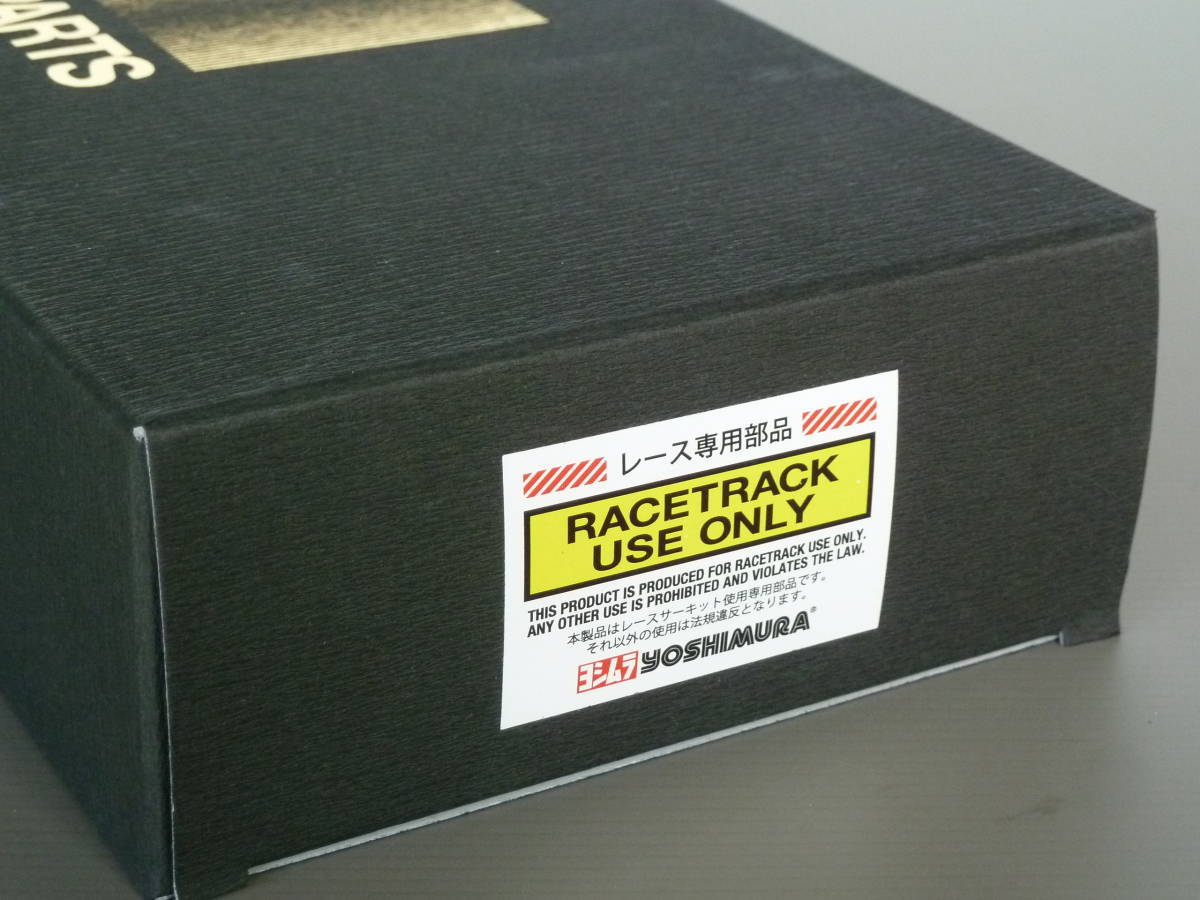 PARTS
レース専用部品
RACETRACK
USE ONLY
THIS PRODUCT IS PRODUCED FOR RACETRACK USE ONLY.
ANY OTHER USE IS PROHIBITED AND VIOLATES THE LAW.
本製品はレースサーキット使用専用部品です。
それ以外の使用は法規違反となります。
ヨシムラ YOSHIMURA®